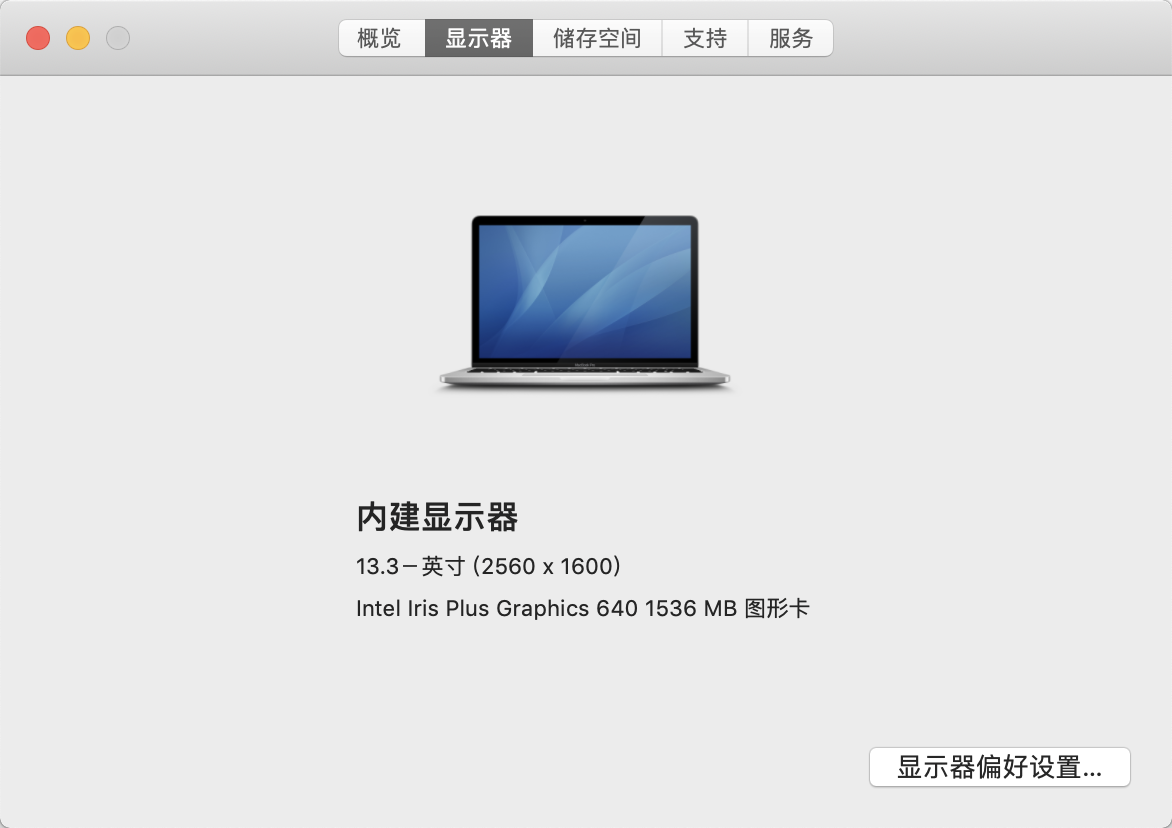 概览 显示器 储存空间 支持 服务
内建显示器
13.3－英寸 (2560 x 1600)
Intel Iris Plus Graphics 640 1536 MB 图形卡
显示器偏好设置...